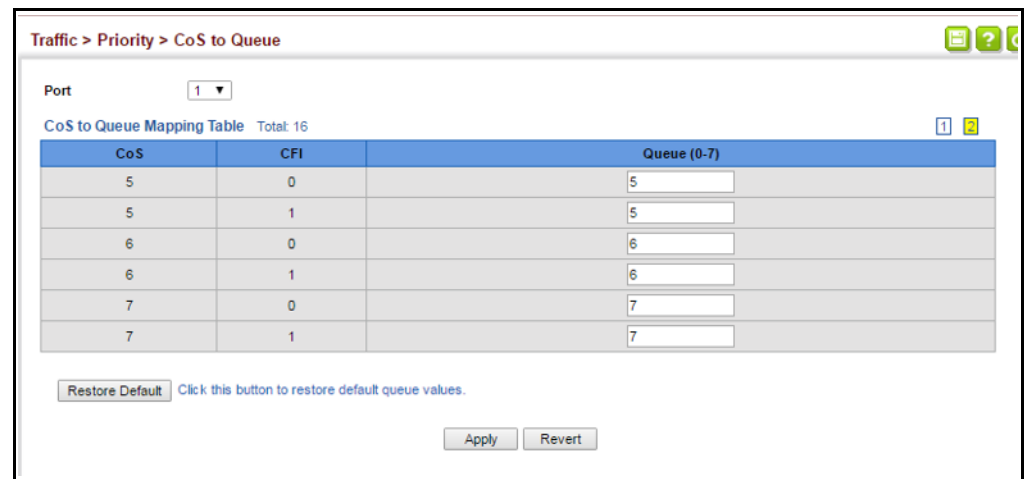 Traffic > Priority > CoS to Queue
?
Port 1
CoS to Queue Mapping Table Total: 16 1 2
CoS CFI Queue (0-7)
5 0 5
5 1 5
6 0 6
6 1 6
7 0 7
7 1 7
Restore Default Click this button to restore default queue values.
Apply Revert